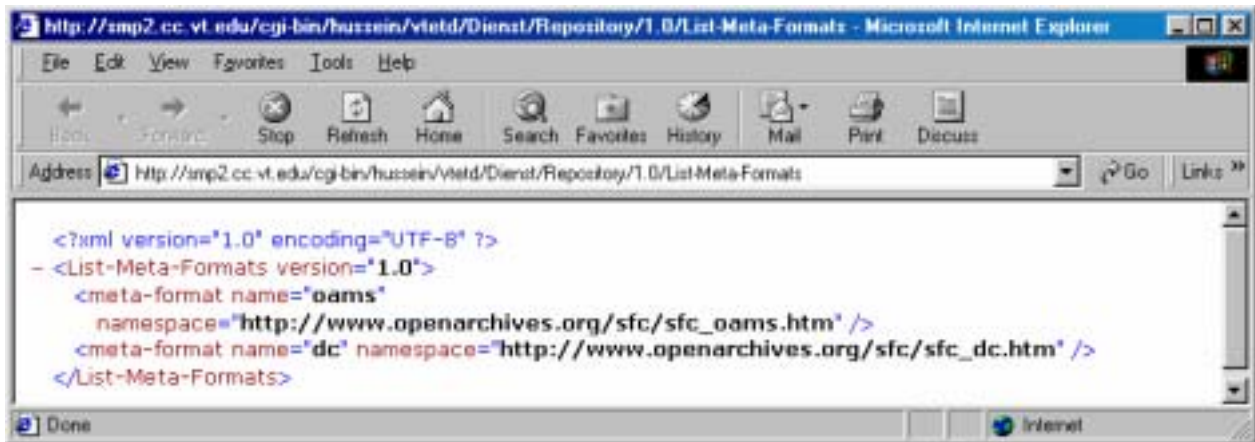 http://smp2.cc.vt.edu/cgi-bin/hussein/vtetd/Dienst/Repository/1.0/List-Meta-Formats - Microsoft Internet Explorer
File Edit View Favorites Tools Help
Back Forward Stop Refresh Home Search Favorites History Mail Print Discuss
Address http://smp2.cc.vt.edu/cgi-bin/hussein/vtetd/Dienst/Repository/1.0/List-Meta-Formats Go Links »
<?xml version="1.0" encoding="UTF-8" ?>
- <List-Meta-Formats version="1.0">
<meta-format name="oams"
namespace="http://www.openarchives.org/sfc/sfc_oams.htm" />
<meta-format name="dc" namespace="http://www.openarchives.org/sfc/sfc_dc.htm" />
</List-Meta-Formats>
Done Internet